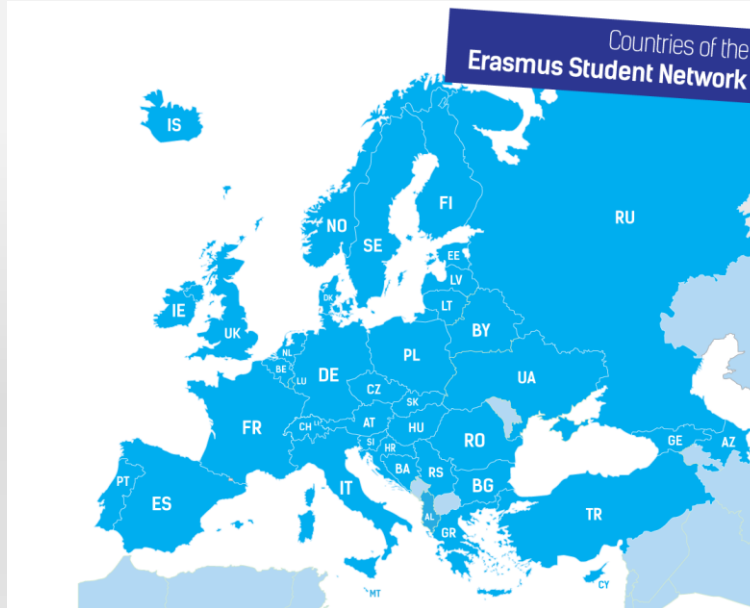 Countries of the
Erasmus Student Network
IS
FI
RU
NO
SE
EE
LV
DK
LT
IE
BY
UK
NL
PL
BE
DE
UA
LU
CZ
SK
AT
FR
CH
LI
HU
RO
SI
GE
AZ
HR
BA
RS
PT
BG
IT
ES
TR
AL
GR
CY
MT